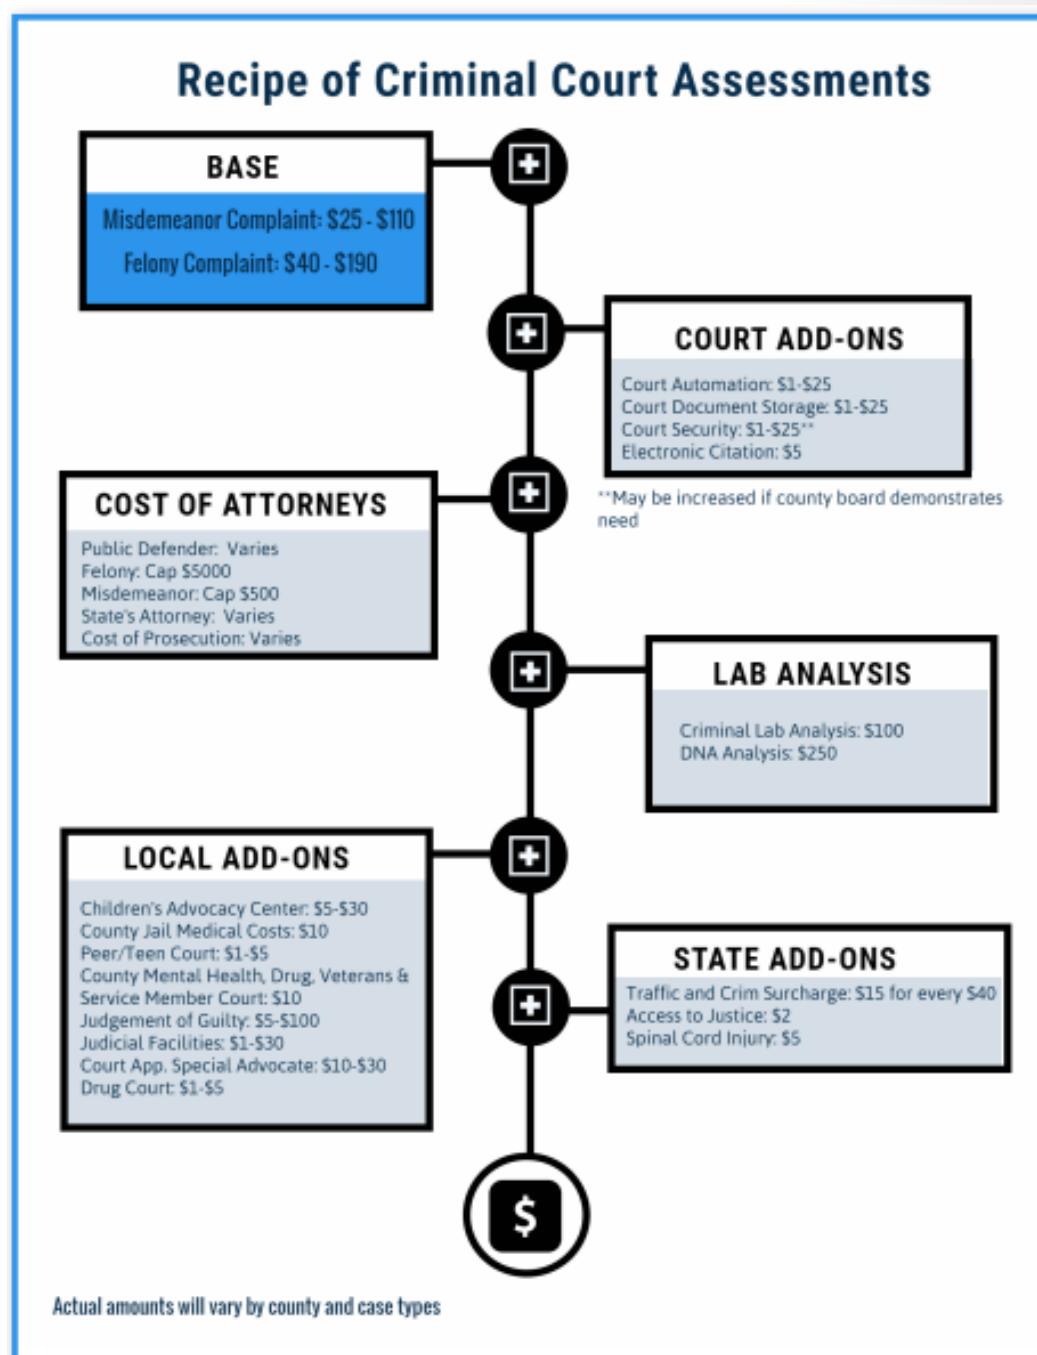 Recipe of Criminal Court Assessments
BASE
Misdemeanor Complaint: $25 - $110
Felony Complaint: $40 - $190
COURT ADD-ONS
Court Automation: $1-$25
Court Document Storage: $1-$25
Court Security: $1-$25**
Electronic Citation: $5
**May be increased if county board demonstrates
need
COST OF ATTORNEYS
Public Defender: Varies
Felony: Cap $5000
Misdemeanor: Cap $500
State's Attorney: Varies
Cost of Prosecution: Varies
LAB ANALYSIS
Criminal Lab Analysis: $100
DNA Analysis: $250
LOCAL ADD-ONS
Children's Advocacy Center: $5-$30
County Jail Medical Costs: $10
Peer/Teen Court: $1-$5
County Mental Health, Drug, Veterans &
Service Member Court: $10
Judgement of Guilty: $5-$100
Judicial Facilities: $1-$30
Court App. Special Advocate: $10-$30
Drug Court: $1-$5
STATE ADD-ONS
Traffic and Crim Surcharge: $15 for every $40
Access to Justice: $2
Spinal Cord Injury: $5
$
Actual amounts will vary by county and case types